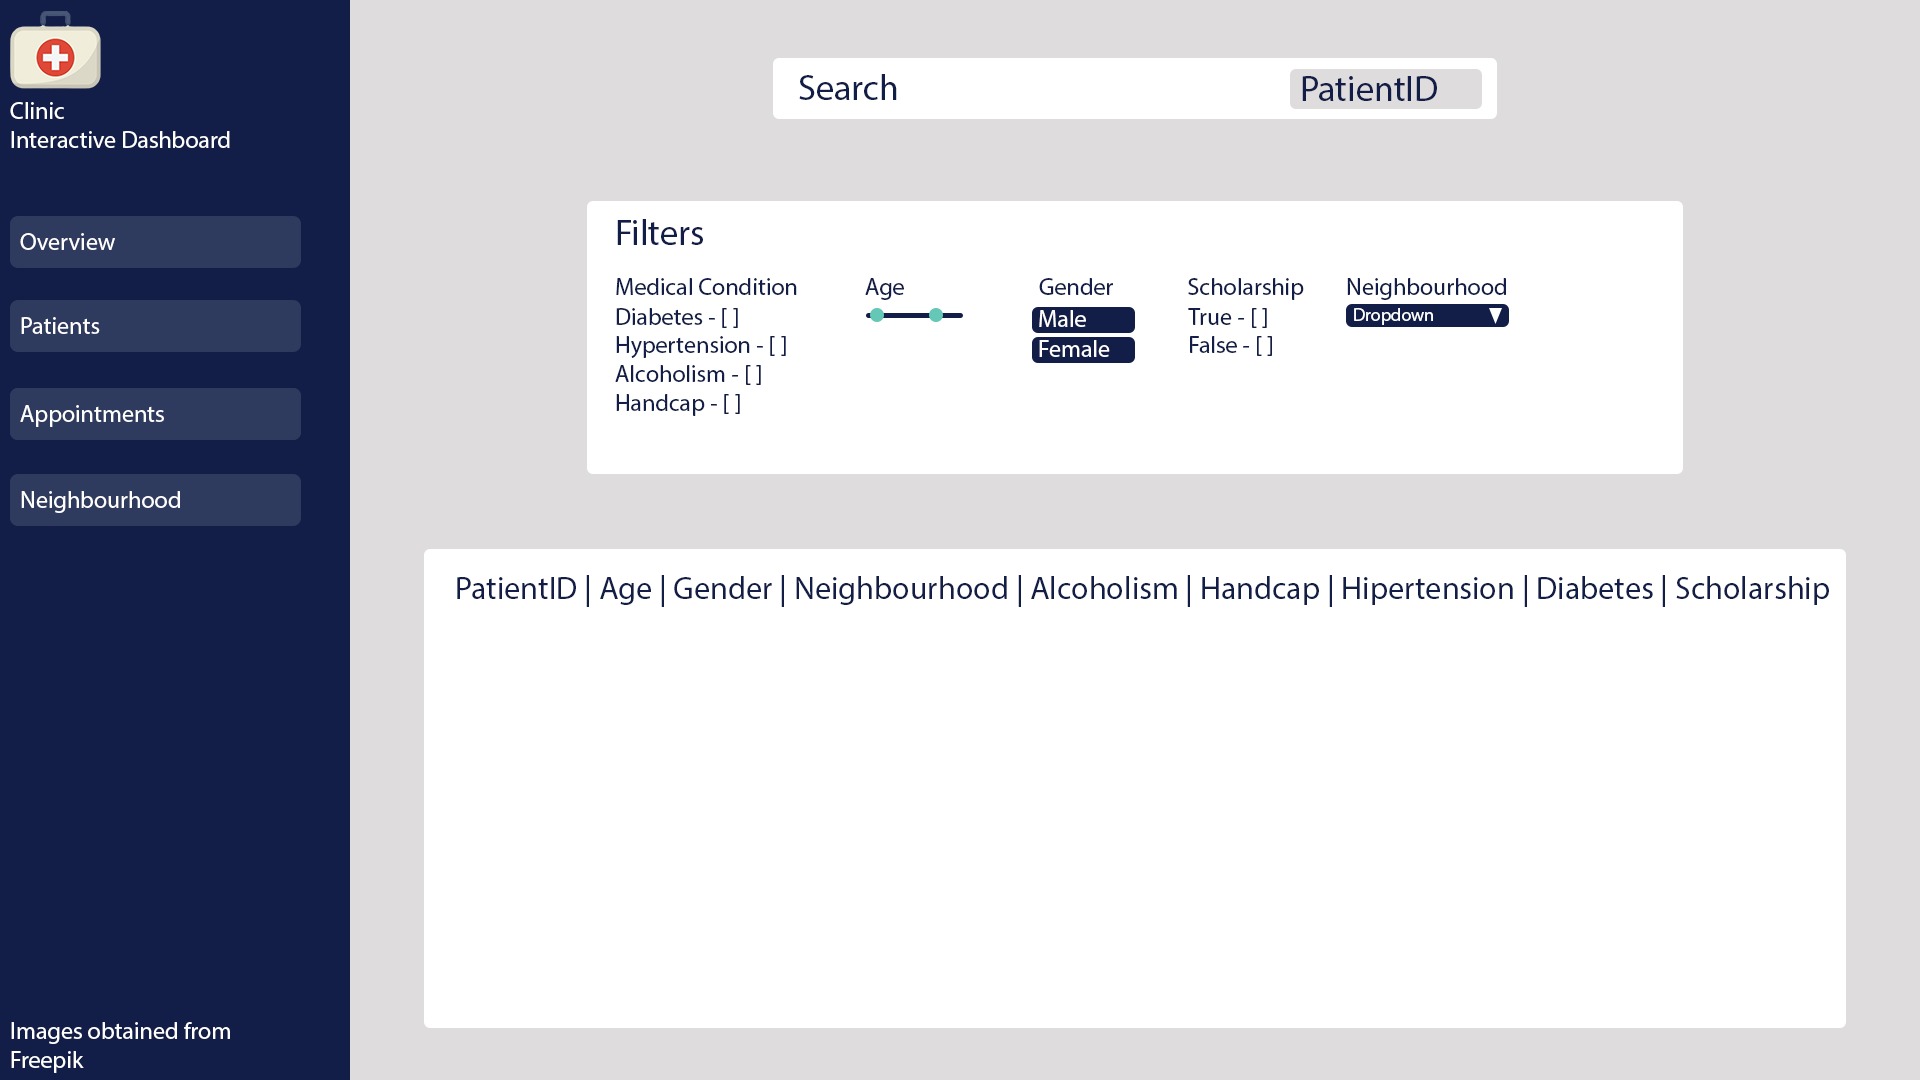 Clinic
Interactive Dashboard
Overview
Patients
Appointments
Neighbourhood
Images obtained from
Freepik
Search
PatientID
Filters
Medical Condition
Diabetes - [ ]
Hypertension - [ ]
Alcoholism - [ ]
Handcap - [ ]
Age
Gender
Male
Female
Scholarship
True - [ ]
False - [ ]
Neighbourhood
Dropdown
PatientID | Age | Gender | Neighbourhood | Alcoholism | Handcap | Hipertension | Diabetes | Scholarship